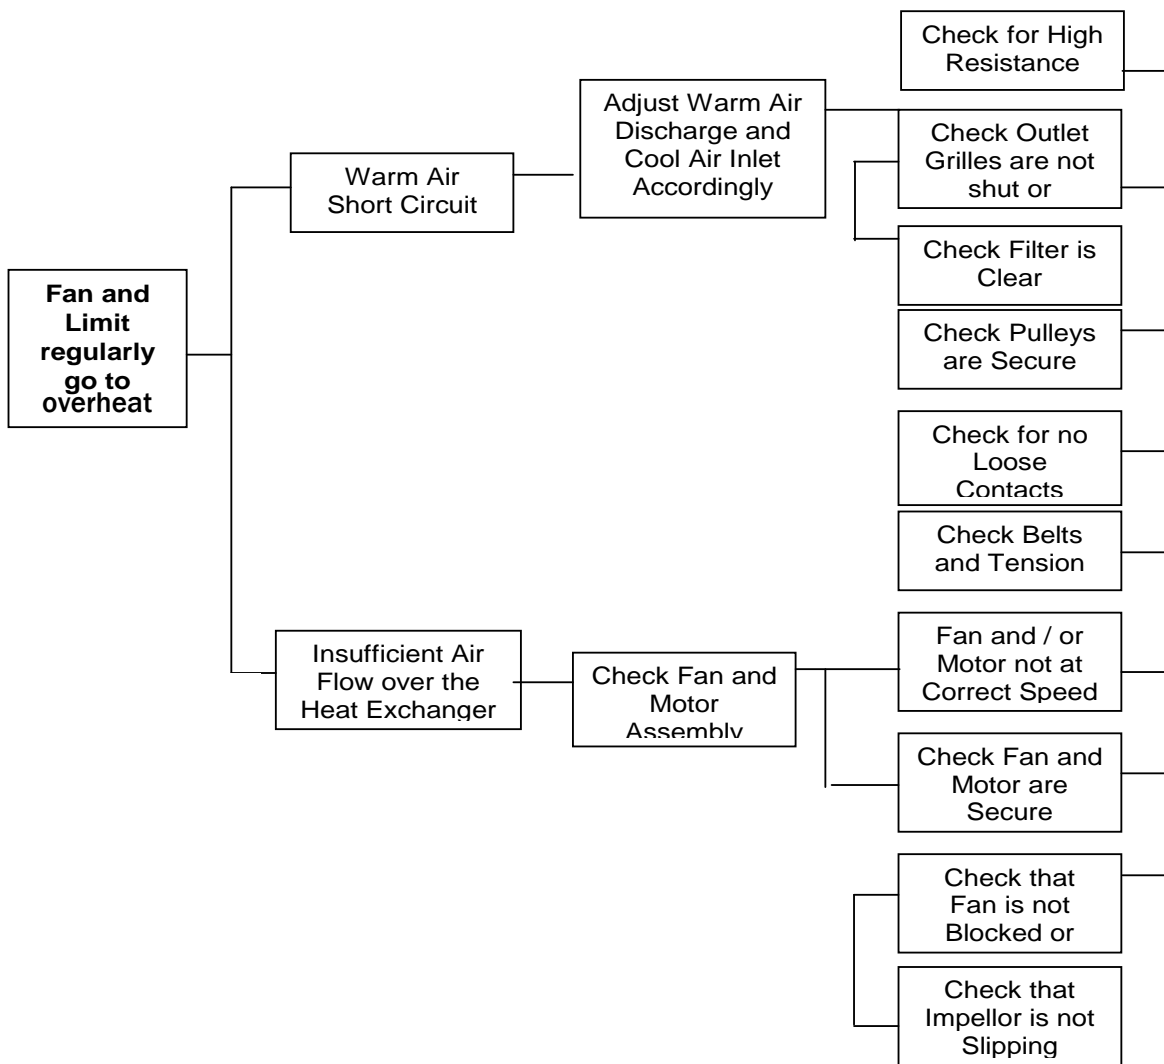 Fan and
Limit
regularly
go to
overheat
Warm Air
Short Circuit
Adjust Warm Air
Discharge and
Cool Air Inlet
Accordingly
Check for High
Resistance
Check Outlet
Grilles are not
shut or
Check Filter is
Clear
Check Pulleys
are Secure
Check for no
Loose
Contacts
Check Belts
and Tension
Insufficient Air
Flow over the
Heat Exchanger
Check Fan and
Motor
Assembly
Fan and / or
Motor not at
Correct Speed
Check Fan and
Motor are
Secure
Check that
Fan is not
Blocked or
Check that
Impellor is not
Slipping